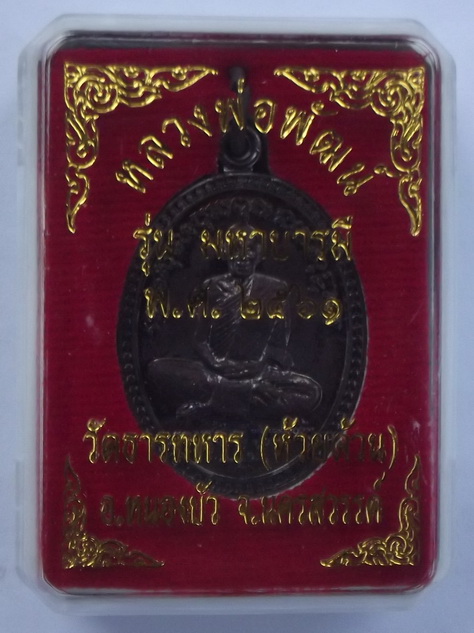 หลวงพ่อพัฒน์
รุ่น มหาบารมี
พ.ศ. ๒๕๖๑
วัดธารทหาร (ห้วยด้วน)
อ.หนองบัว จ.นครสวรรค์